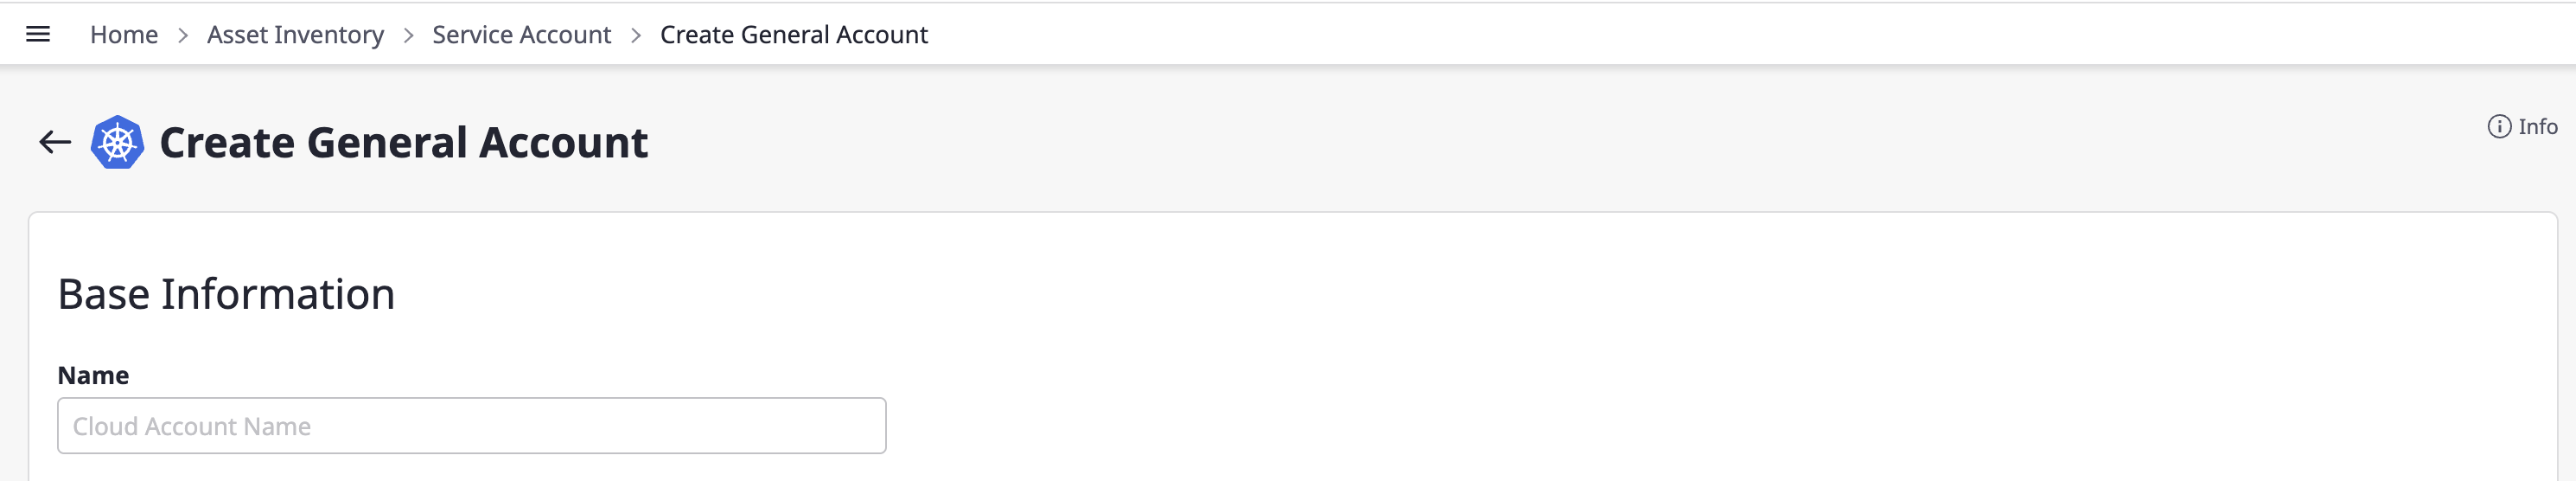 Home > Asset Inventory > Service Account > Create General Account
Create General Account
Info
Base Information
Name
Cloud Account Name